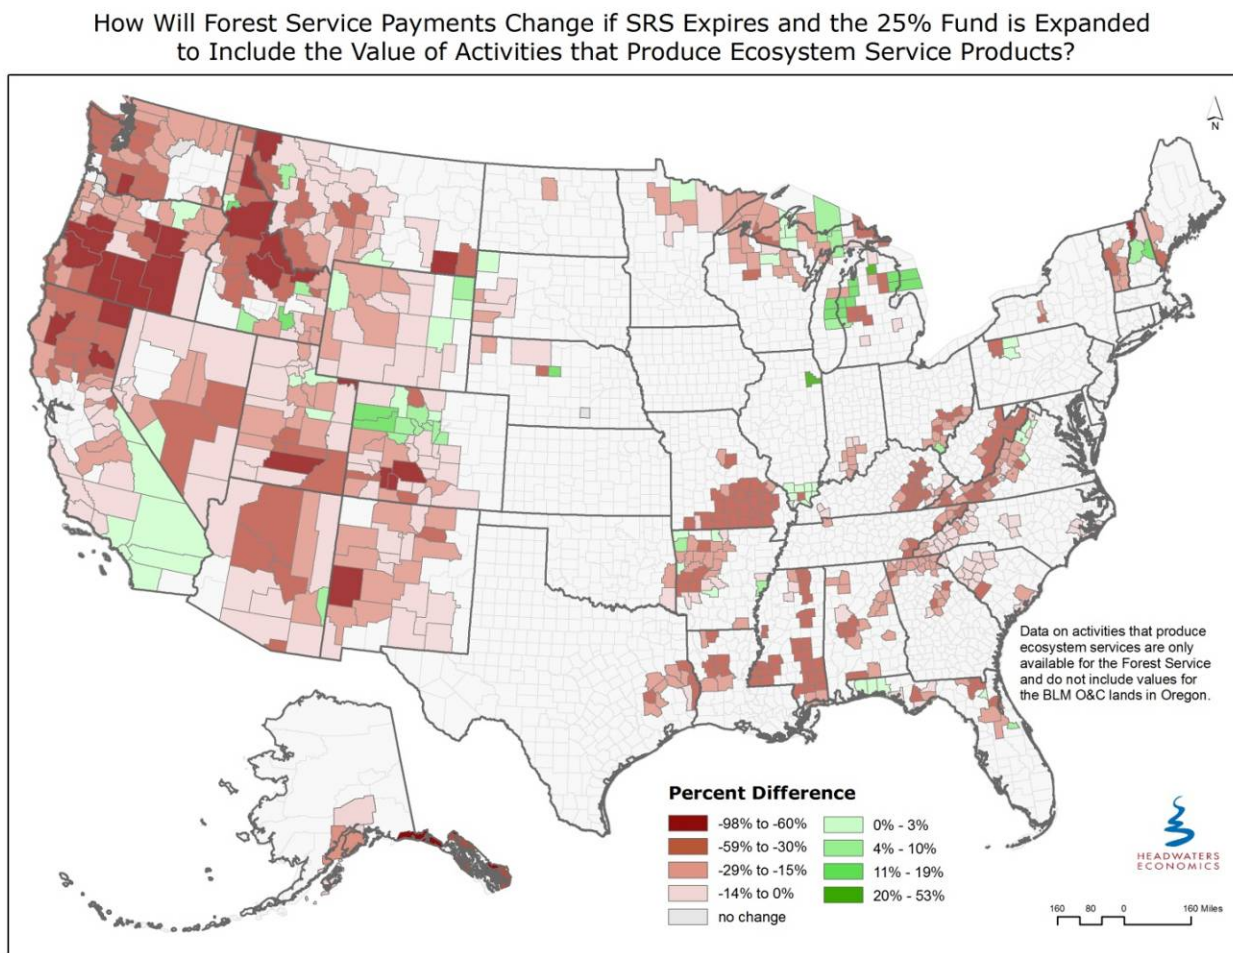 How Will Forest Service Payments Change if SRS Expires and the 25% Fund is Expanded
to Include the Value of Activities that Produce Ecosystem Service Products?
N
Data on activities that produce
ecosystem services are only
available for the Forest Service
and do not include values for
the BLM O&C lands in Oregon.
Percent Difference
-98% to -60%
-59% to -30%
-29% to -15%
-14% to 0%
no change
0% - 3%
4% - 10%
11% - 19%
20% - 53%
HEADWATERS
ECONOMICS
160 80 0 160 Miles